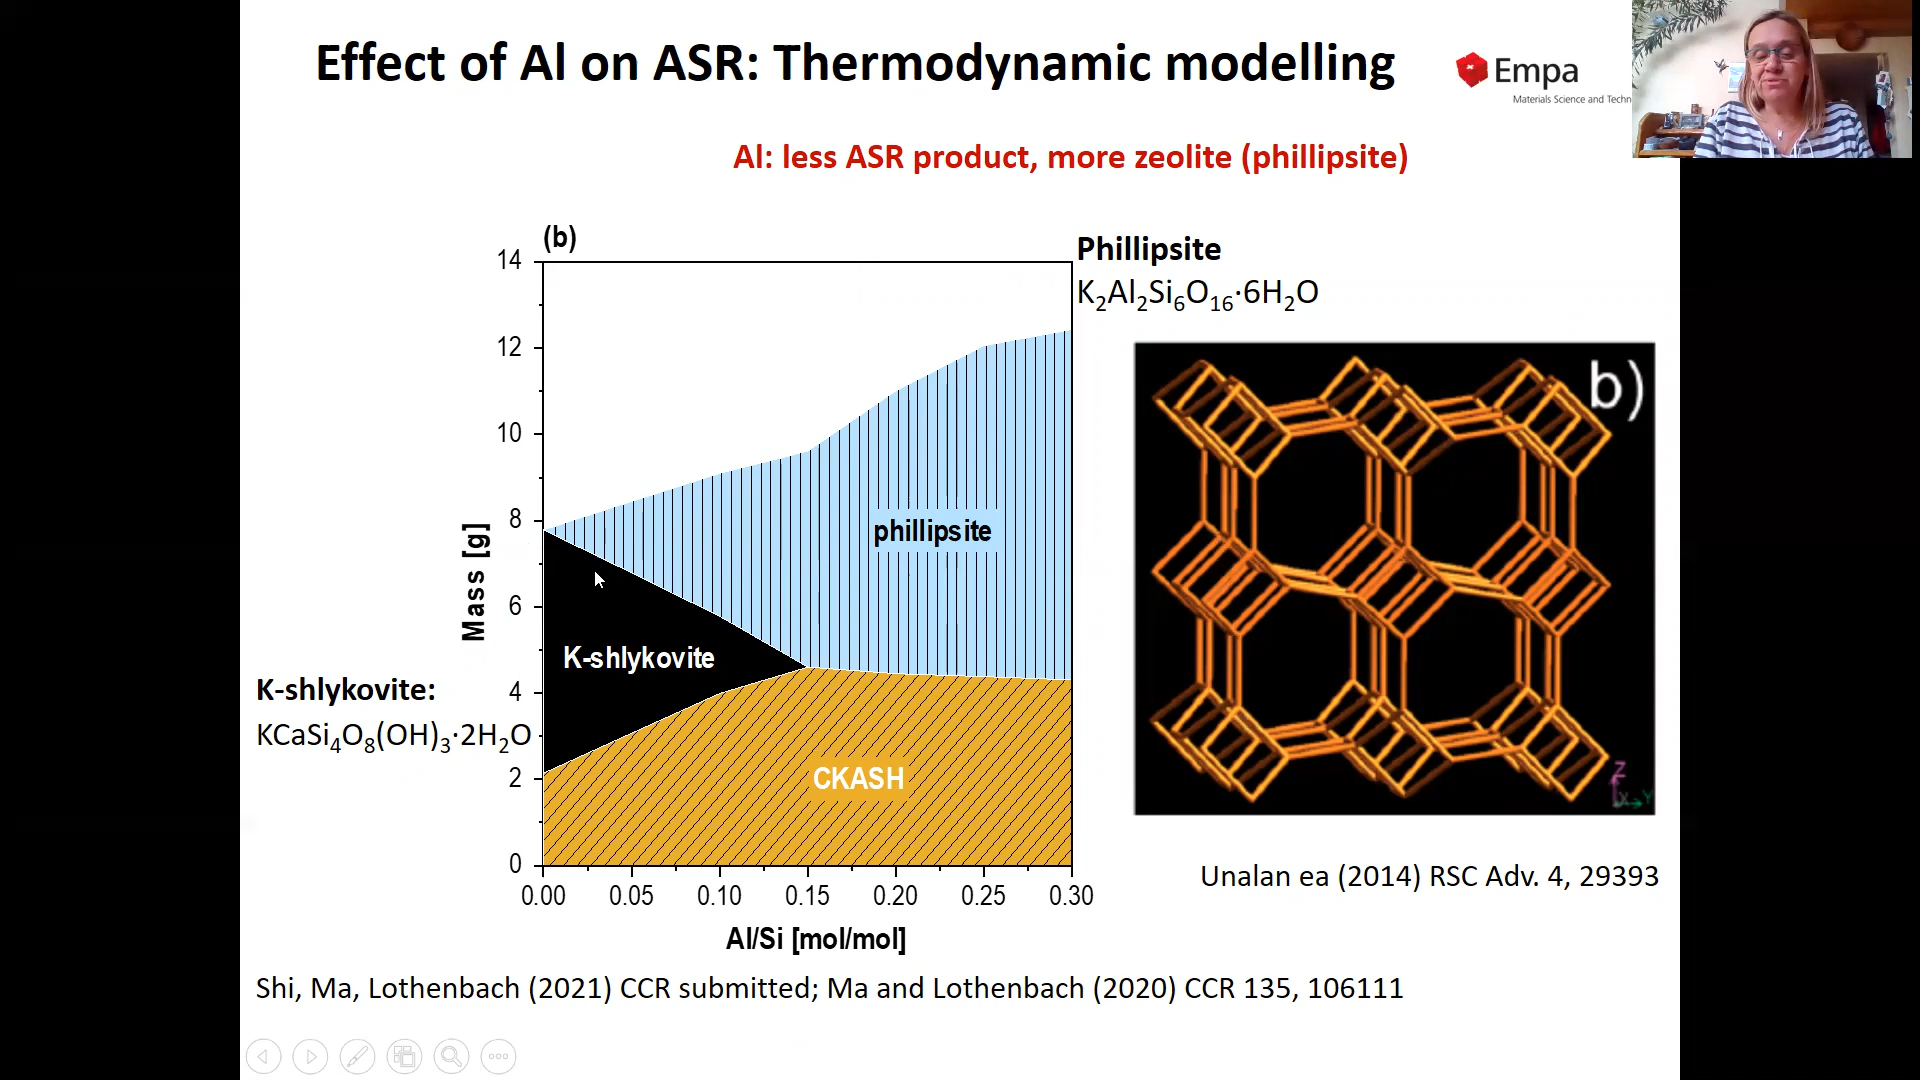 Effect of Al on ASR: Thermodynamic modelling
Empa
Materials Science and Techn
Al: less ASR product, more zeolite (phillipsite)
(b)
14
12
10
8
6
4
2
0
Mass [g]
0.00 0.05 0.10 0.15 0.20 0.25 0.30
Al/Si [mol/mol]
phillipsite
K-shlykovite
CKASH
Phillipsite
K₂Al₂Si₆O₁₆·6H₂O
K-shlykovite:
KCaSi₄O₈(OH)₃·2H₂O
b)
Z
X
Y
Unalan ea (2014) RSC Adv. 4, 29393
Shi, Ma, Lothenbach (2021) CCR submitted; Ma and Lothenbach (2020) CCR 135, 106111